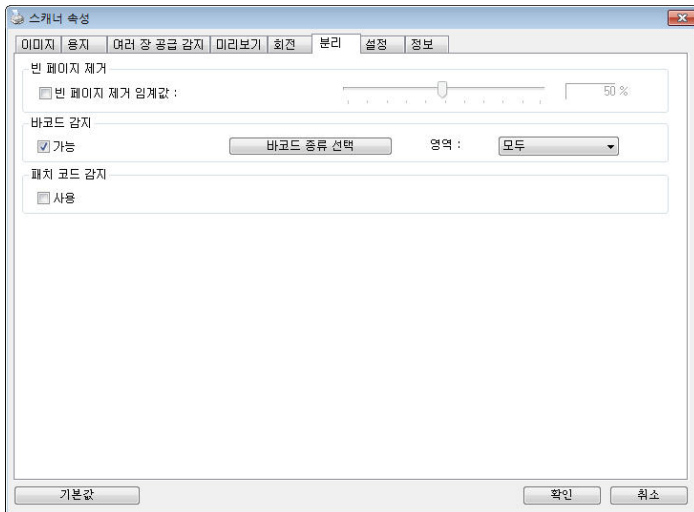 스캐너 속성
이미지 용지 여러 장 공급 감지 미리보기 회전 분리 설정 정보
빈 페이지 제거
빈 페이지 제거 임계값 : 50 %
바코드 감지
가능 바코드 종류 선택 영역 : 모두
패치 코드 감지
사용
기본값 확인 취소